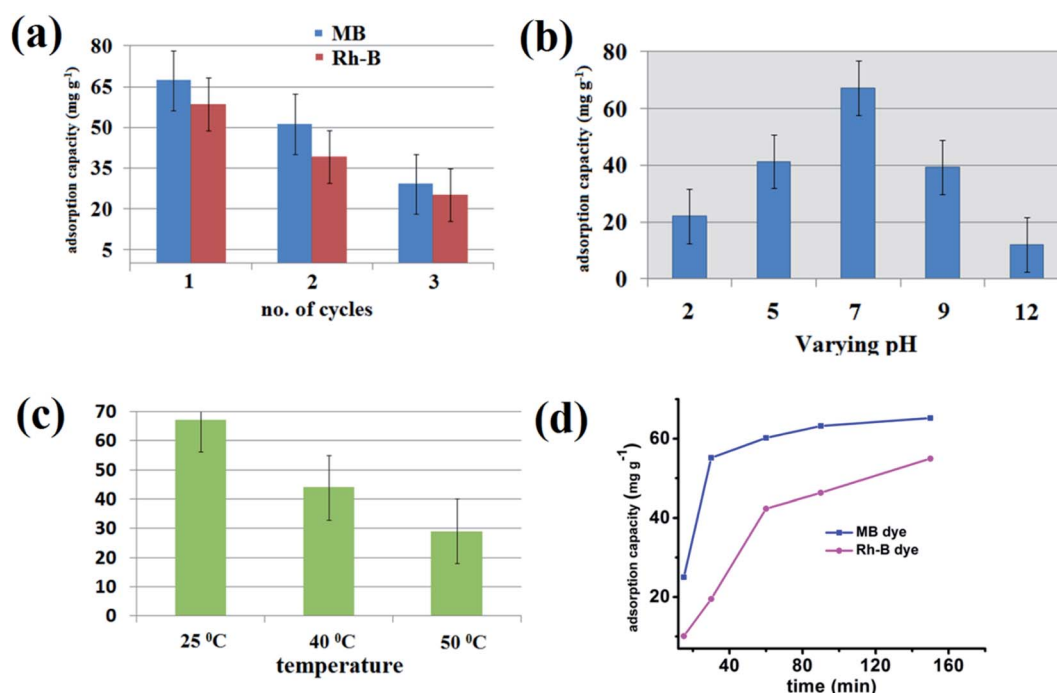 (a)
MB
Rh-B
adsorption capacity (mg g⁻¹)
80
65
50
35
20
5
1 2 3
no. of cycles
(b)
adsorption capacity (mg g⁻¹)
80
60
40
20
0
2 5 7 9 12
Varying pH
(c)
70
60
50
40
30
20
10
0
25 ⁰C 40 ⁰C 50 ⁰C
temperature
(d)
adsorption capacity (mg g⁻¹)
60
40
20
MB dye
Rh-B dye
40 80 120 160
time (min)